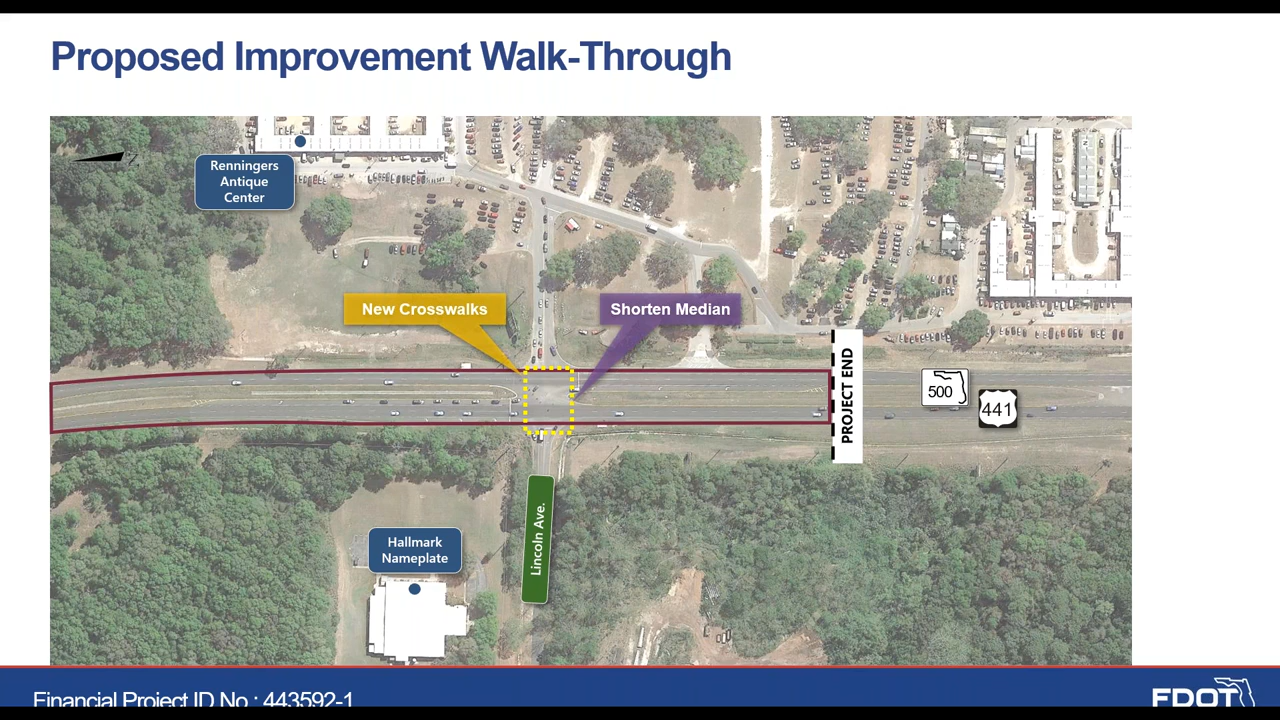 Proposed Improvement Walk-Through
Renningers
Antique
Center
New Crosswalks
Shorten Median
PROJECT END
500
441
Lincoln Ave.
Hallmark
Nameplate
Financial Project ID No.: 443592-1
FDOT